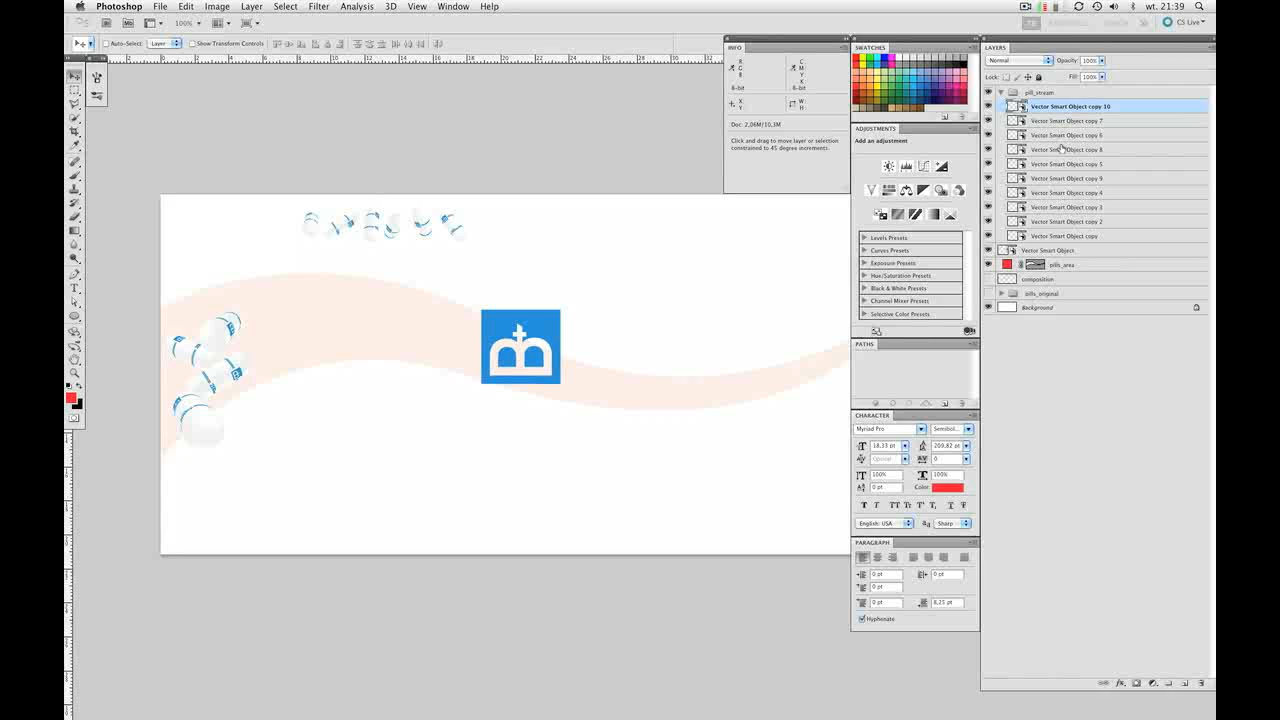 Photoshop File Edit Image Layer Select Filter Analysis 3D View Window Help wt. 21:39
100% CS Live
Auto-Select: Layer Show Transform Controls
INFO
8-bit 8-bit
Doc: 2,06M/10,3M
Click and drag to move layer or selection
constrained to 45 degree increments.
SWATCHES
ADJUSTMENTS
Add an adjustment
Levels Presets
Curves Presets
Exposure Presets
Hue/Saturation Presets
Black & White Presets
Channel Mixer Presets
Selective Color Presets
PATHS
CHARACTER
Myriad Pro Semibol...
18,33 pt 209,82 pt
Optical 0
100% 100%
0 pt Color:
English: USA Sharp
PARAGRAPH
0 pt 0 pt
0 pt
0 pt 8,25 pt
Hyphenate
LAYERS
Normal Opacity: 100%
Lock: Fill: 100%
pill_stream
Vector Smart Object copy 10
Vector Smart Object copy 7
Vector Smart Object copy 6
Vector Smart Object copy 8
Vector Smart Object copy 5
Vector Smart Object copy 9
Vector Smart Object copy 4
Vector Smart Object copy 3
Vector Smart Object copy 2
Vector Smart Object copy
Vector Smart Object
pills_area
composition
pills_original
Background